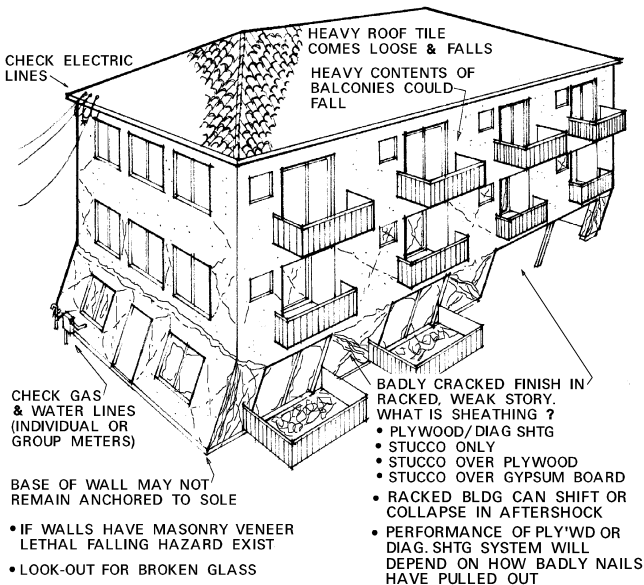 HEAVY ROOF TILE
COMES LOOSE & FALLS
CHECK ELECTRIC
LINES
HEAVY CONTENTS OF
BALCONIES COULD
FALL
CHECK GAS
& WATER LINES
(INDIVIDUAL OR
GROUP METERS)
BASE OF WALL MAY NOT
REMAIN ANCHORED TO SOLE
• IF WALLS HAVE MASONRY VENEER
LETHAL FALLING HAZARD EXIST
• LOOK-OUT FOR BROKEN GLASS
BADLY CRACKED FINISH IN
RACKED, WEAK STORY.
WHAT IS SHEATHING ?
• PLYWOOD/DIAG SHTG
• STUCCO ONLY
• STUCCO OVER PLYWOOD
• STUCCO OVER GYPSUM BOARD
• RACKED BLDG CAN SHIFT OR
COLLAPSE IN AFTERSHOCK
• PERFORMANCE OF PLY'WD OR
DIAG. SHTG SYSTEM WILL
DEPEND ON HOW BADLY NAILS
HAVE PULLED OUT